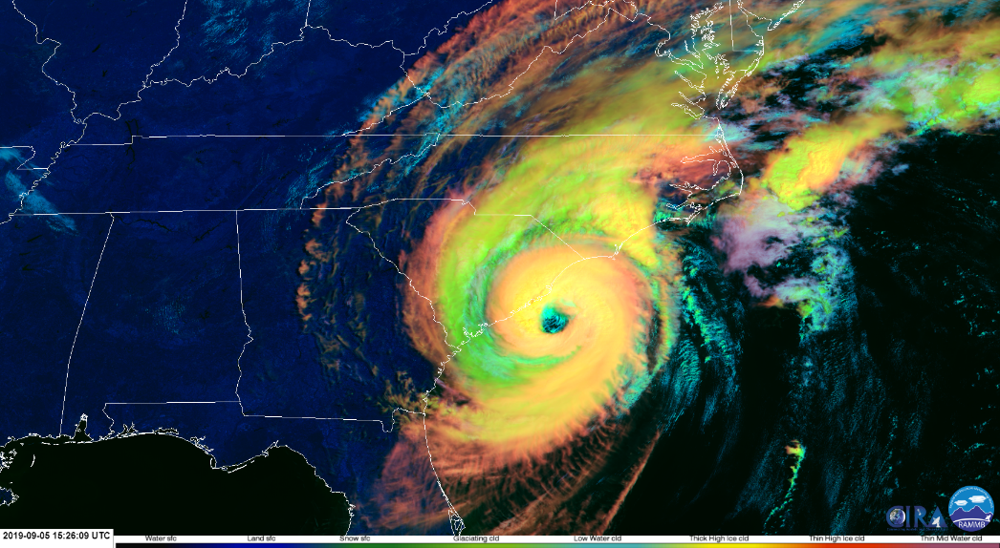 CIRA
RAMMB
2019-09-05 15:26:09 UTC
Water sfc Land sfc Snow sfc Glaciating cld Low Water cld Thick High Ice cld Thin High Ice cld Thin Mid Water cld